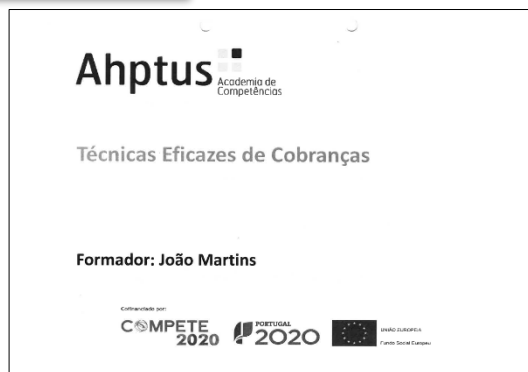 Ahptus
Academia de
Competências
Técnicas Eficazes de Cobranças
Formador: João Martins
Cofinanciado por:
COMPETE
2020
PORTUGAL
2020
UNIÃO EUROPEIA
Fundo Social Europeu